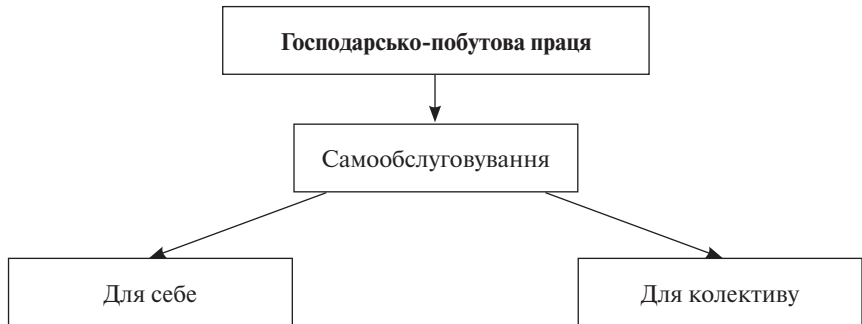 Господарсько-побутова праця
Самообслуговування
Для себе
Для колективу